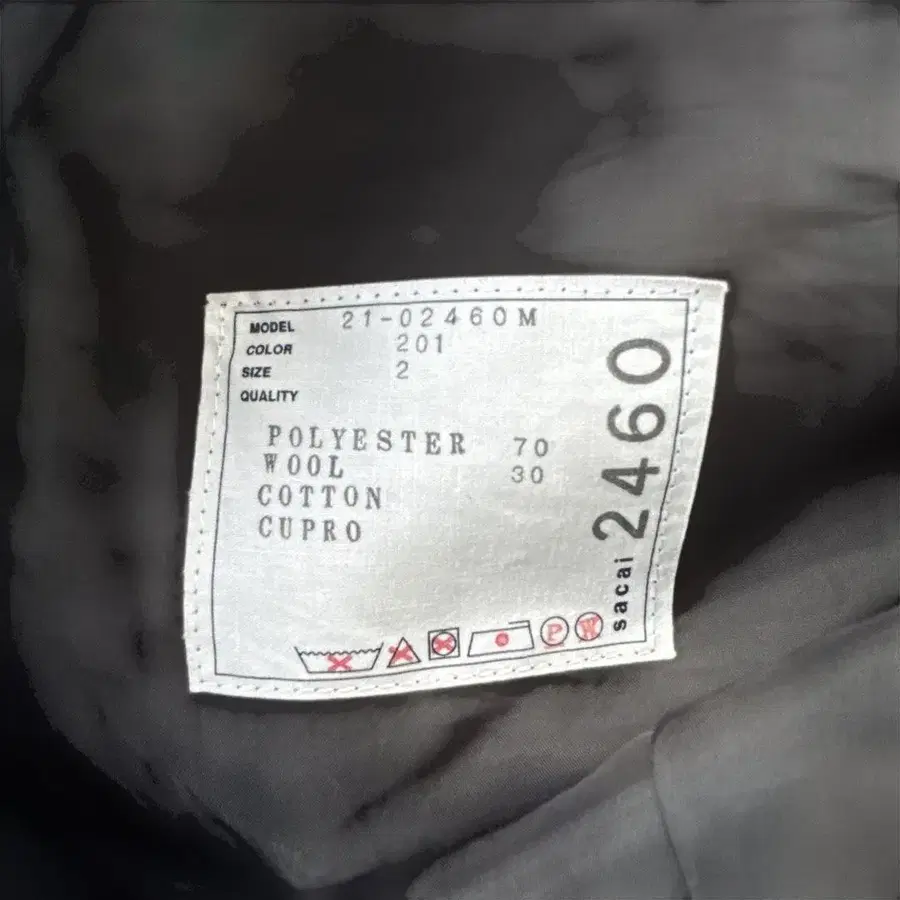 MODEL 21-02460M
COLOR 201
SIZE 2
QUALITY
POLYESTER 70
WOOL 30
COTTON
CUPRO
P W
sacai 2460